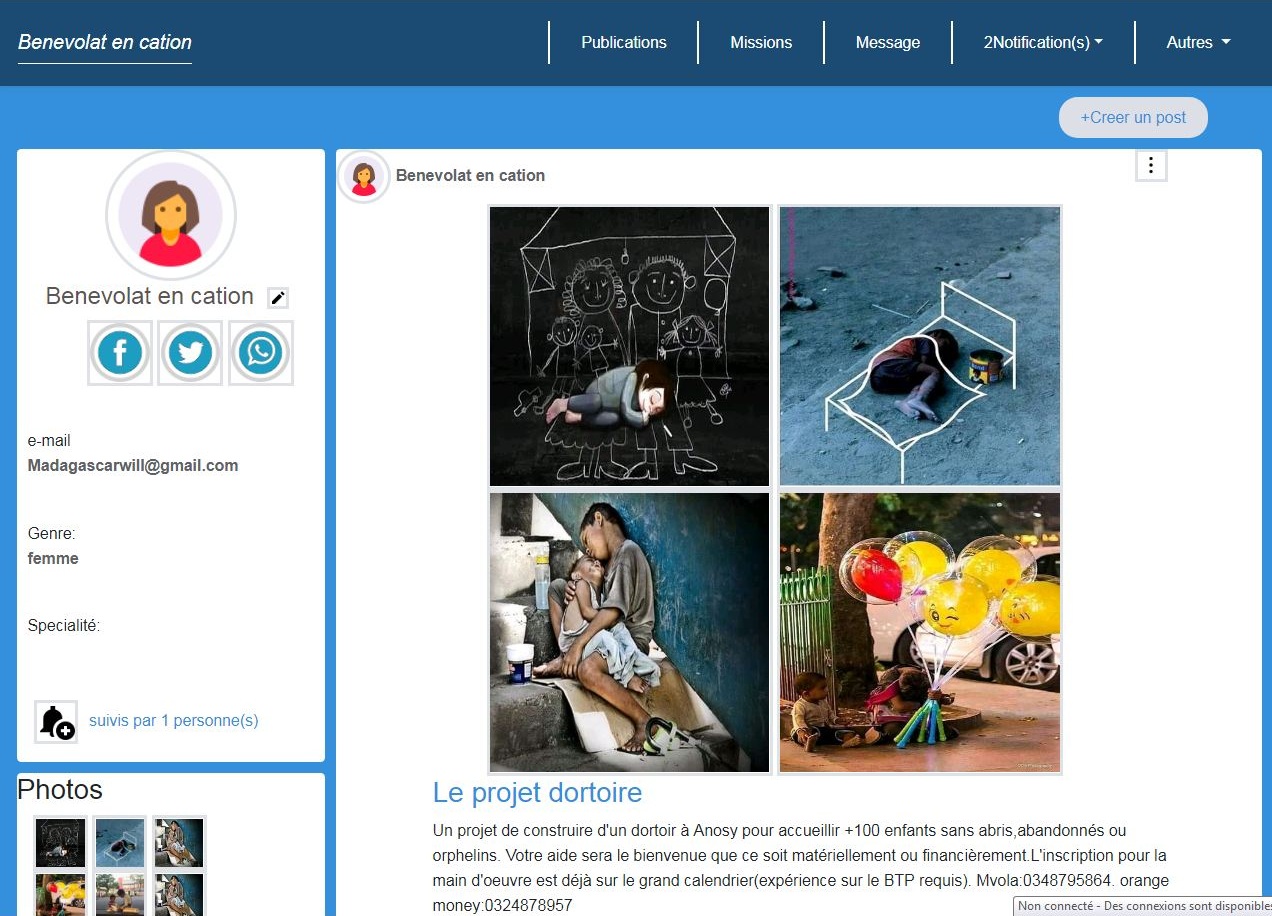 Benevolat en cation
Publications
Missions
Message
2Notification(s)
Autres
+Creer un post
Benevolat en cation
Benevolat en cation
e-mail
Madagascarwill@gmail.com
Genre:
femme
Specialité:
suivis par 1 personne(s)
Photos
Le projet dortoire
Un projet de construire d'un dortoir à Anosy pour accueillir +100 enfants sans abris,abandonnés ou
orphelins. Votre aide sera le bienvenue que ce soit matériellement ou financièrement.L'inscription pour la
main d'oeuvre est déjà sur le grand calendrier(expérience sur le BTP requis). Mvola:0348795864. orange
money:0324878957
Non connecté - Des connexions sont disponibles